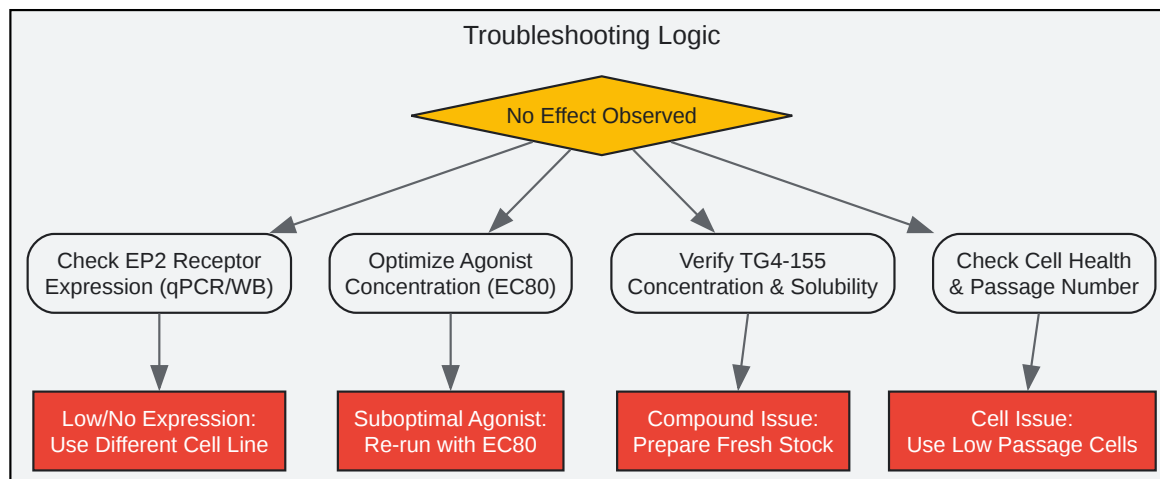 Troubleshooting Logic
No Effect Observed
Check EP2 Receptor
Expression (qPCR/WB)
Optimize Agonist
Concentration (EC80)
Verify TG4-155
Concentration & Solubility
Check Cell Health
& Passage Number
Low/No Expression:
Use Different Cell Line
Suboptimal Agonist:
Re-run with EC80
Compound Issue:
Prepare Fresh Stock
Cell Issue:
Use Low Passage Cells